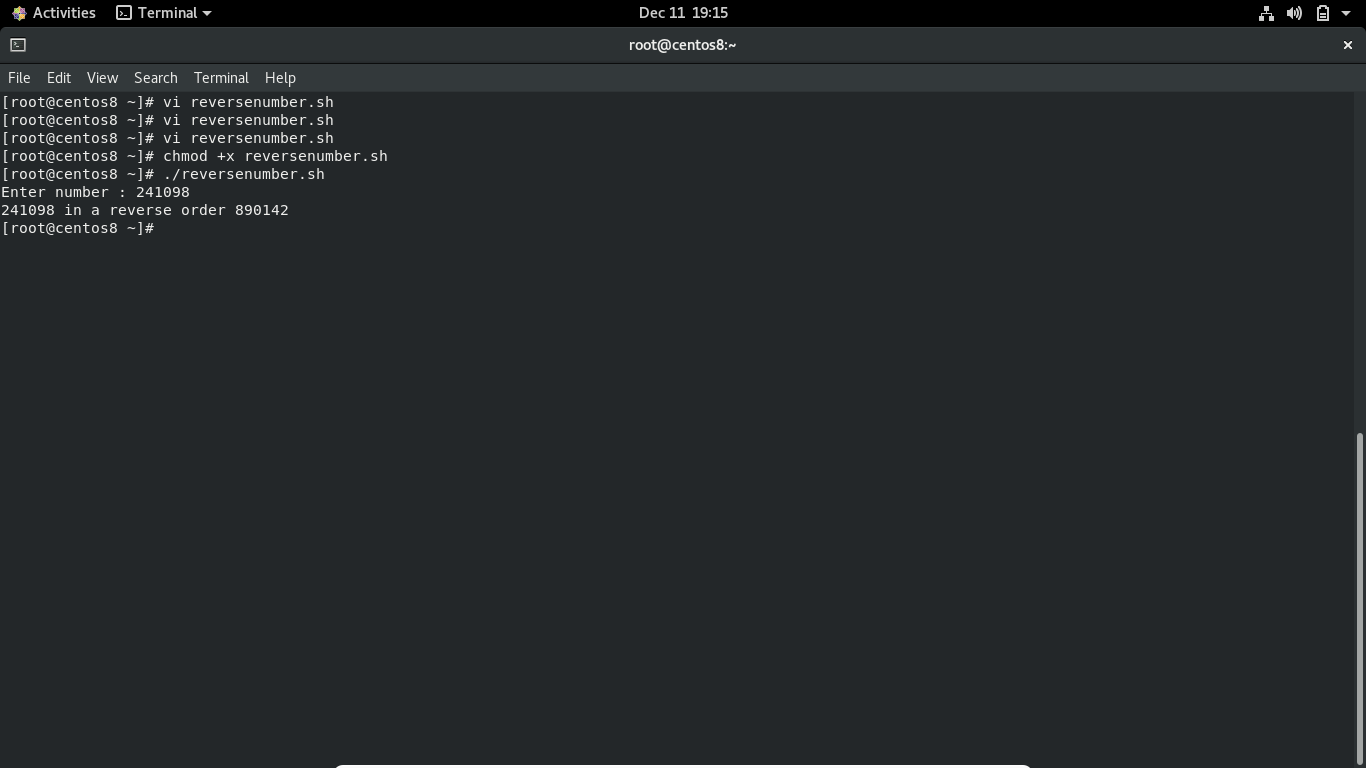 Activities Terminal Dec 11 19:15
root@centos8:~
File Edit View Search Terminal Help
[root@centos8 ~]# vi reversenumber.sh
[root@centos8 ~]# vi reversenumber.sh
[root@centos8 ~]# vi reversenumber.sh
[root@centos8 ~]# chmod +x reversenumber.sh
[root@centos8 ~]# ./reversenumber.sh
Enter number : 241098
241098 in a reverse order 890142
[root@centos8 ~]#